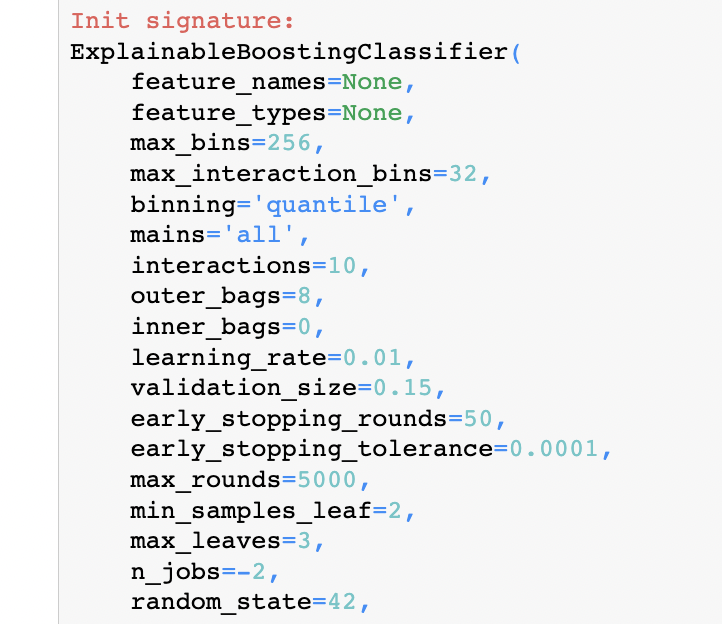 Init signature:
ExplainableBoostingClassifier(
    feature_names=None,
    feature_types=None,
    max_bins=256,
    max_interaction_bins=32,
    binning='quantile',
    mains='all',
    interactions=10,
    outer_bags=8,
    inner_bags=0,
    learning_rate=0.01,
    validation_size=0.15,
    early_stopping_rounds=50,
    early_stopping_tolerance=0.0001,
    max_rounds=5000,
    min_samples_leaf=2,
    max_leaves=3,
    n_jobs=-2,
    random_state=42,